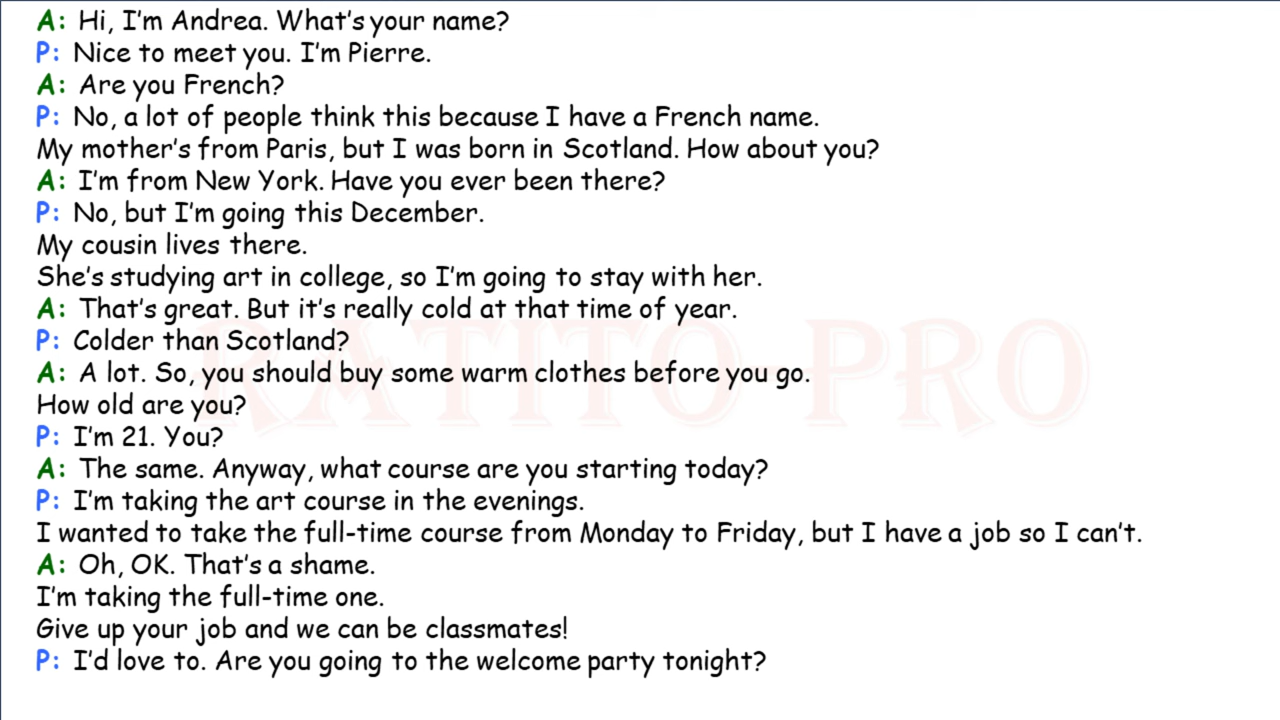 A: Hi, I'm Andrea. What's your name?
P: Nice to meet you. I'm Pierre.
A: Are you French?
P: No, a lot of people think this because I have a French name.
My mother's from Paris, but I was born in Scotland. How about you?
A: I'm from New York. Have you ever been there?
P: No, but I'm going this December.
My cousin lives there.
She's studying art in college, so I'm going to stay with her.
A: That's great. But it's really cold at that time of year.
P: Colder than Scotland?
A: A lot. So, you should buy some warm clothes before you go.
How old are you?
P: I'm 21. You?
A: The same. Anyway, what course are you starting today?
P: I'm taking the art course in the evenings.
I wanted to take the full-time course from Monday to Friday, but I have a job so I can't.
A: Oh, OK. That's a shame.
I'm taking the full-time one.
Give up your job and we can be classmates!
P: I'd love to. Are you going to the welcome party tonight?
RATITO PRO